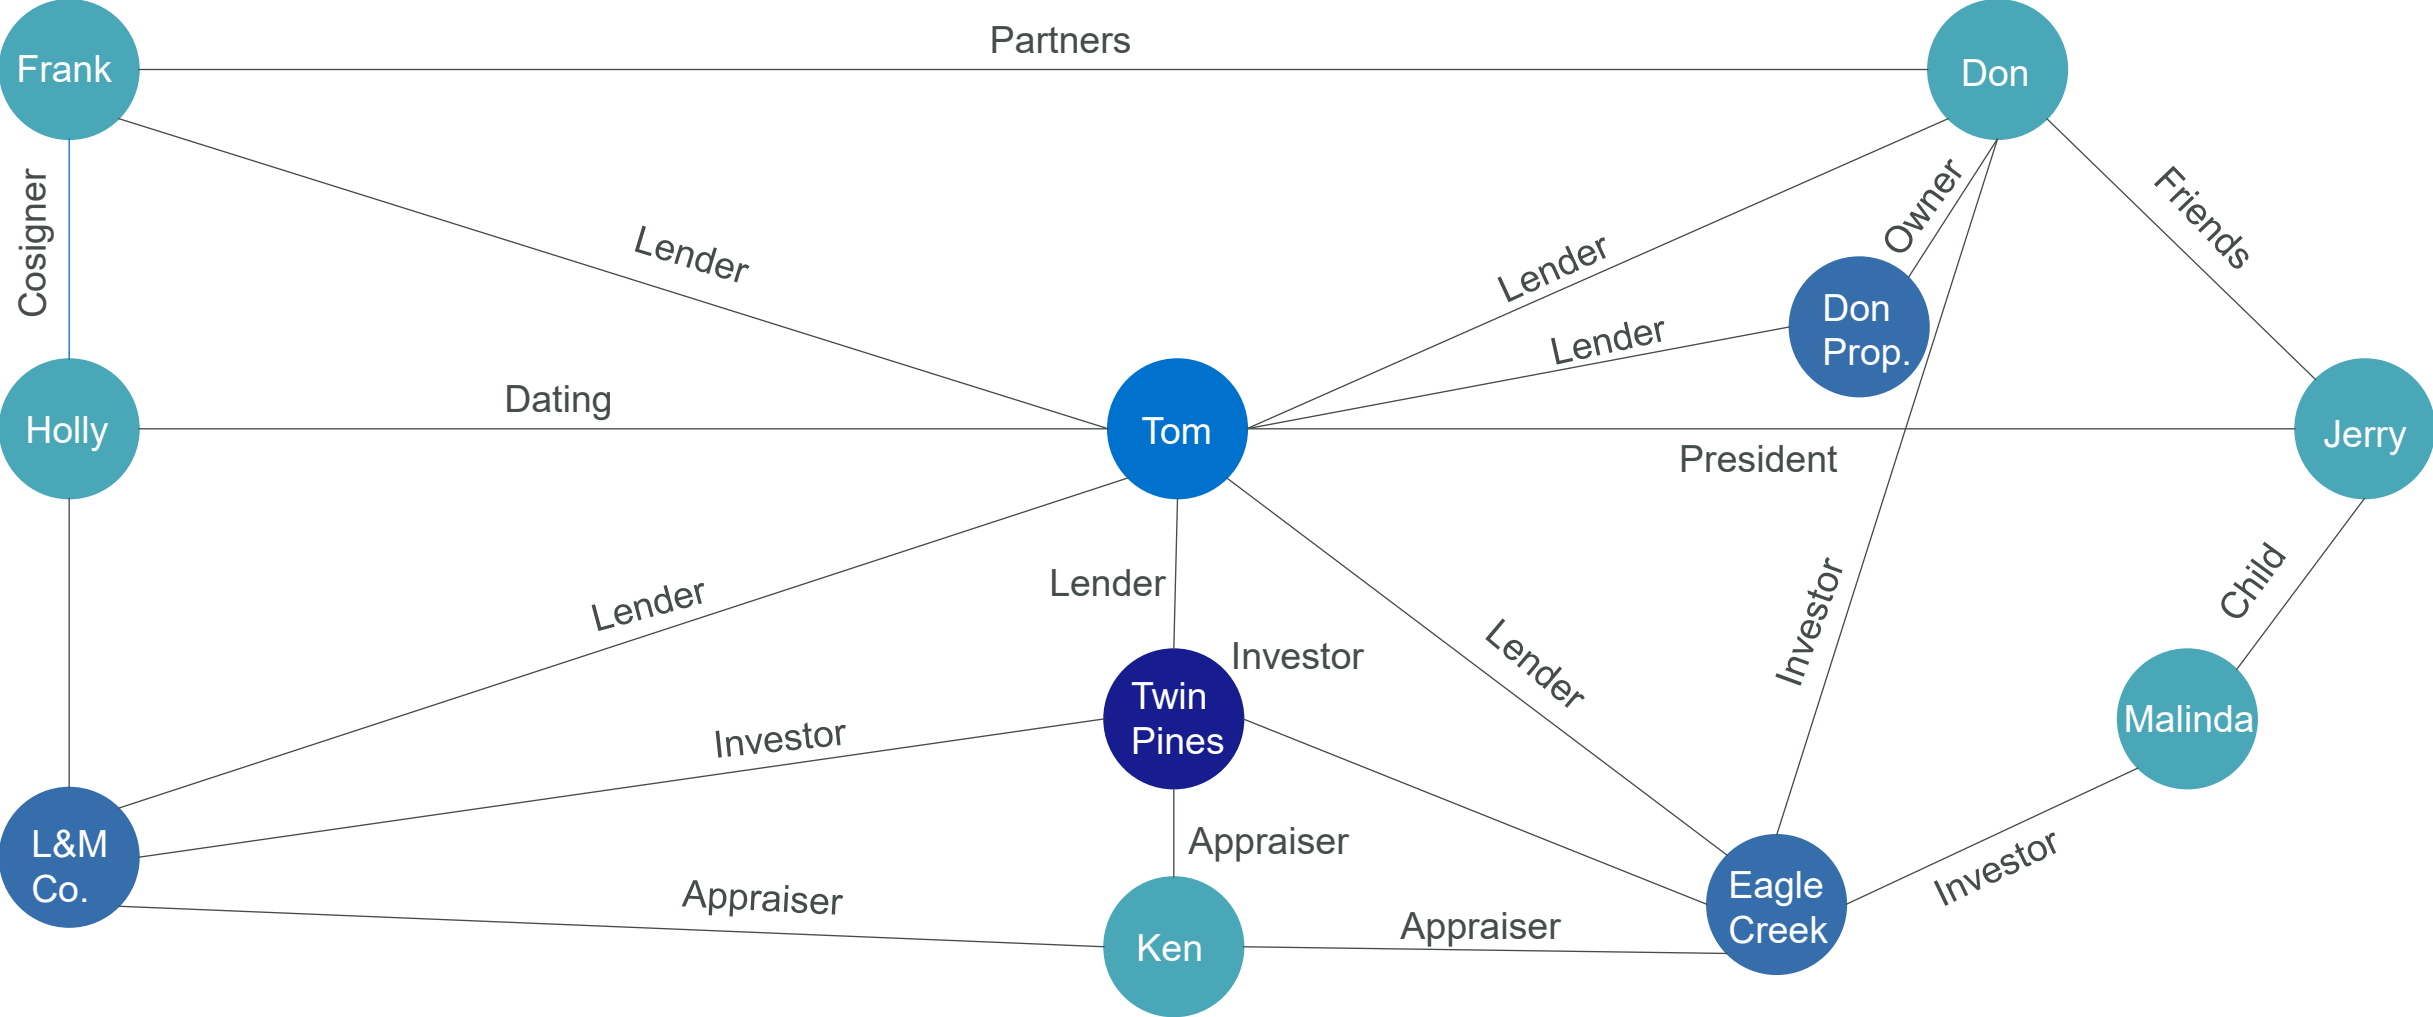 Partners
Frank
Don
Cosigner
Lender
Owner
Friends
Lender
Don
Prop.
Lender
Holly
Dating
Tom
Jerry
President
Lender
Lender
Investor
Child
Investor
Lender
Twin
Pines
Malinda
Investor
L&M
Co.
Appraiser
Appraiser
Ken
Appraiser
Eagle
Creek
Investor